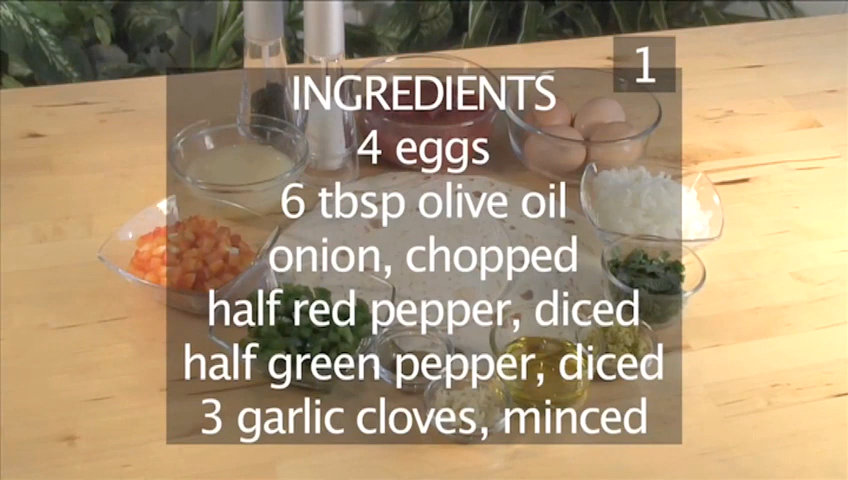 1
INGREDIENTS
4 eggs
6 tbsp olive oil
onion, chopped
half red pepper, diced
half green pepper, diced
3 garlic cloves, minced